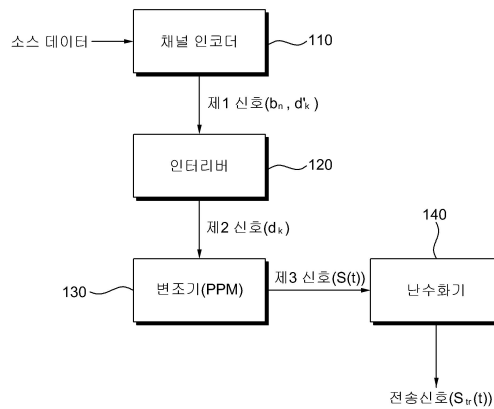 소스 데이터
채널 인코더
110
제1 신호(bₙ, d'ₖ)
인터리버
120
제2 신호(dₖ)
140
130
변조기(PPM)
제3 신호(S(t))
난수화기
전송신호(Sₜᵣ(t))